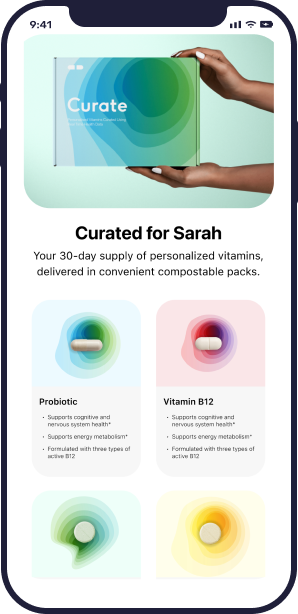 9:41
Curate
Curated for Sarah
Your 30-day supply of personalized vitamins,
delivered in convenient compostable packs.
Probiotic
• Supports cognitive and
nervous system health*
• Supports energy metabolism*
• Formulated with three types of
active B12
Vitamin B12
• Supports cognitive and
nervous system health*
• Supports energy metabolism*
• Formulated with three types of
active B12